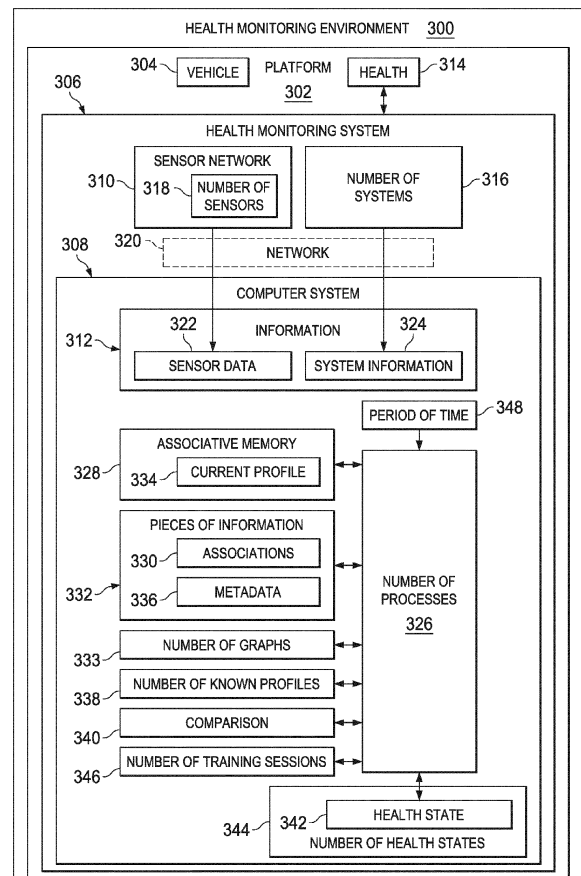 HEALTH MONITORING ENVIRONMENT 300
304 VEHICLE PLATFORM 302 HEALTH 314
306
HEALTH MONITORING SYSTEM
310 SENSOR NETWORK
318 NUMBER OF SENSORS
NUMBER OF SYSTEMS 316
320 NETWORK
308
COMPUTER SYSTEM
312 INFORMATION
322 SENSOR DATA
324 SYSTEM INFORMATION
PERIOD OF TIME 348
328 ASSOCIATIVE MEMORY
334 CURRENT PROFILE
332 PIECES OF INFORMATION
330 ASSOCIATIONS
336 METADATA
NUMBER OF PROCESSES 326
333 NUMBER OF GRAPHS
338 NUMBER OF KNOWN PROFILES
340 COMPARISON
346 NUMBER OF TRAINING SESSIONS
342 HEALTH STATE
344 NUMBER OF HEALTH STATES